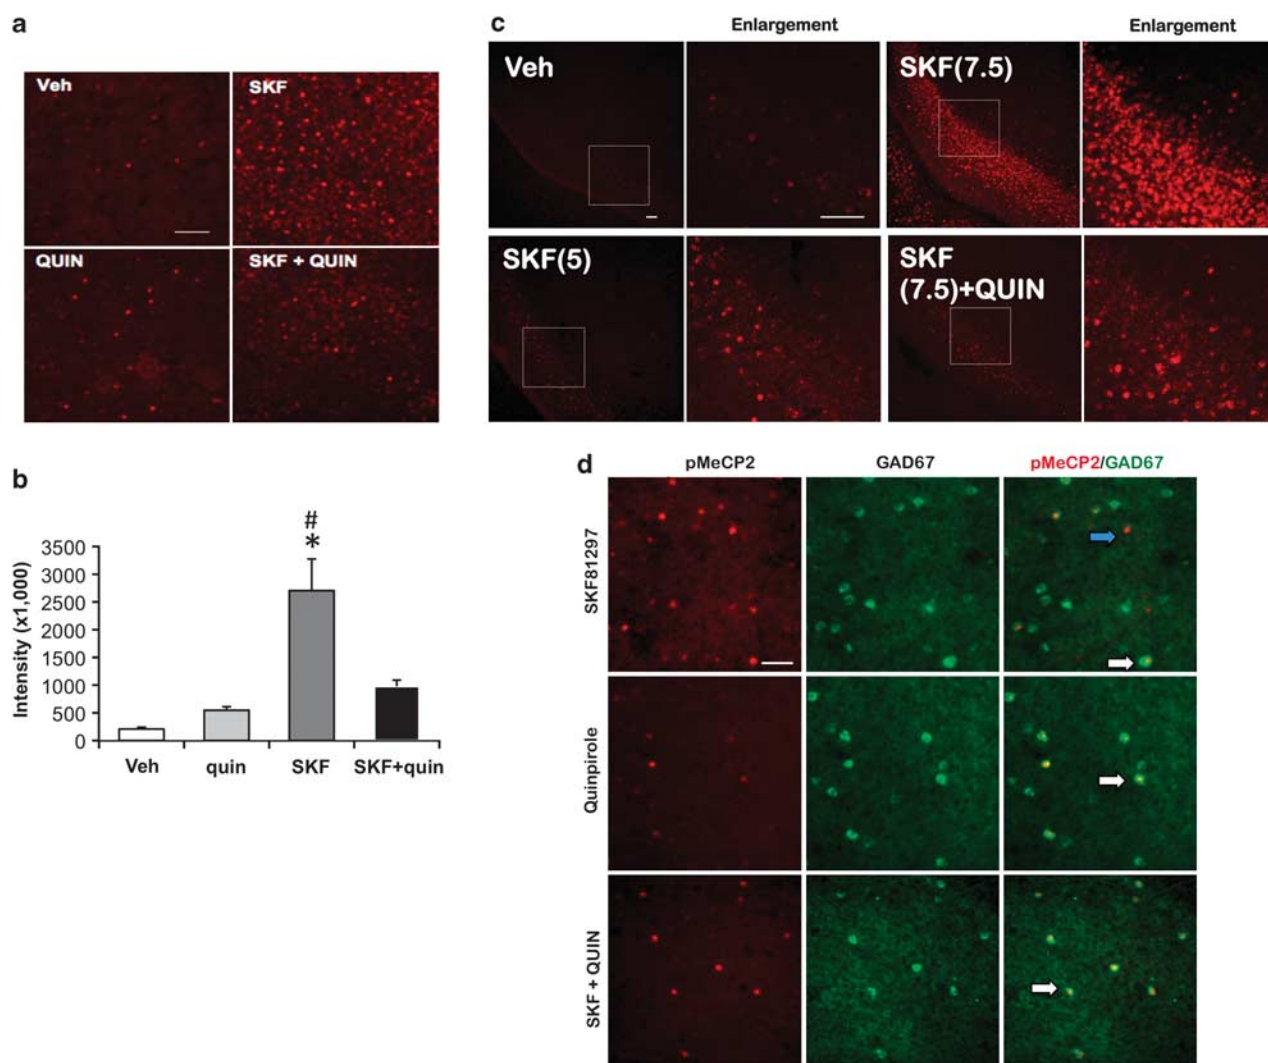 a
Veh
SKF
QUIN
SKF + QUIN
b
#
*
Intensity (x1,000)
3500
3000
2500
2000
1500
1000
500
0
Veh
quin
SKF
SKF+quin
c
Enlargement
Enlargement
Veh
SKF(7.5)
SKF(5)
SKF
(7.5)+QUIN
d
pMeCP2
GAD67
pMeCP2/GAD67
SKF81297
Quinpirole
SKF + QUIN